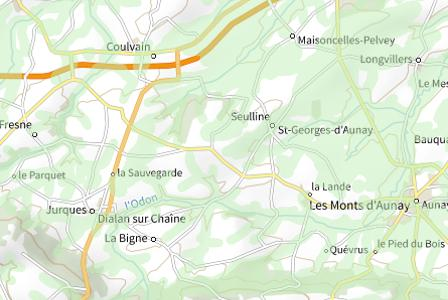 Coulvain
Maisoncelles-Pelvey
Longvillers
Le Mes
Seulline
St-Georges-d'Aunay
Fresne
Bauqua
le Parquet
la Sauvegarde
la Lande
l'Odon
Jurques
Les Monts d'Aunay
Aunay
Dialan sur Chaîne
La Bigne
Quévrus
le Pied du Bois